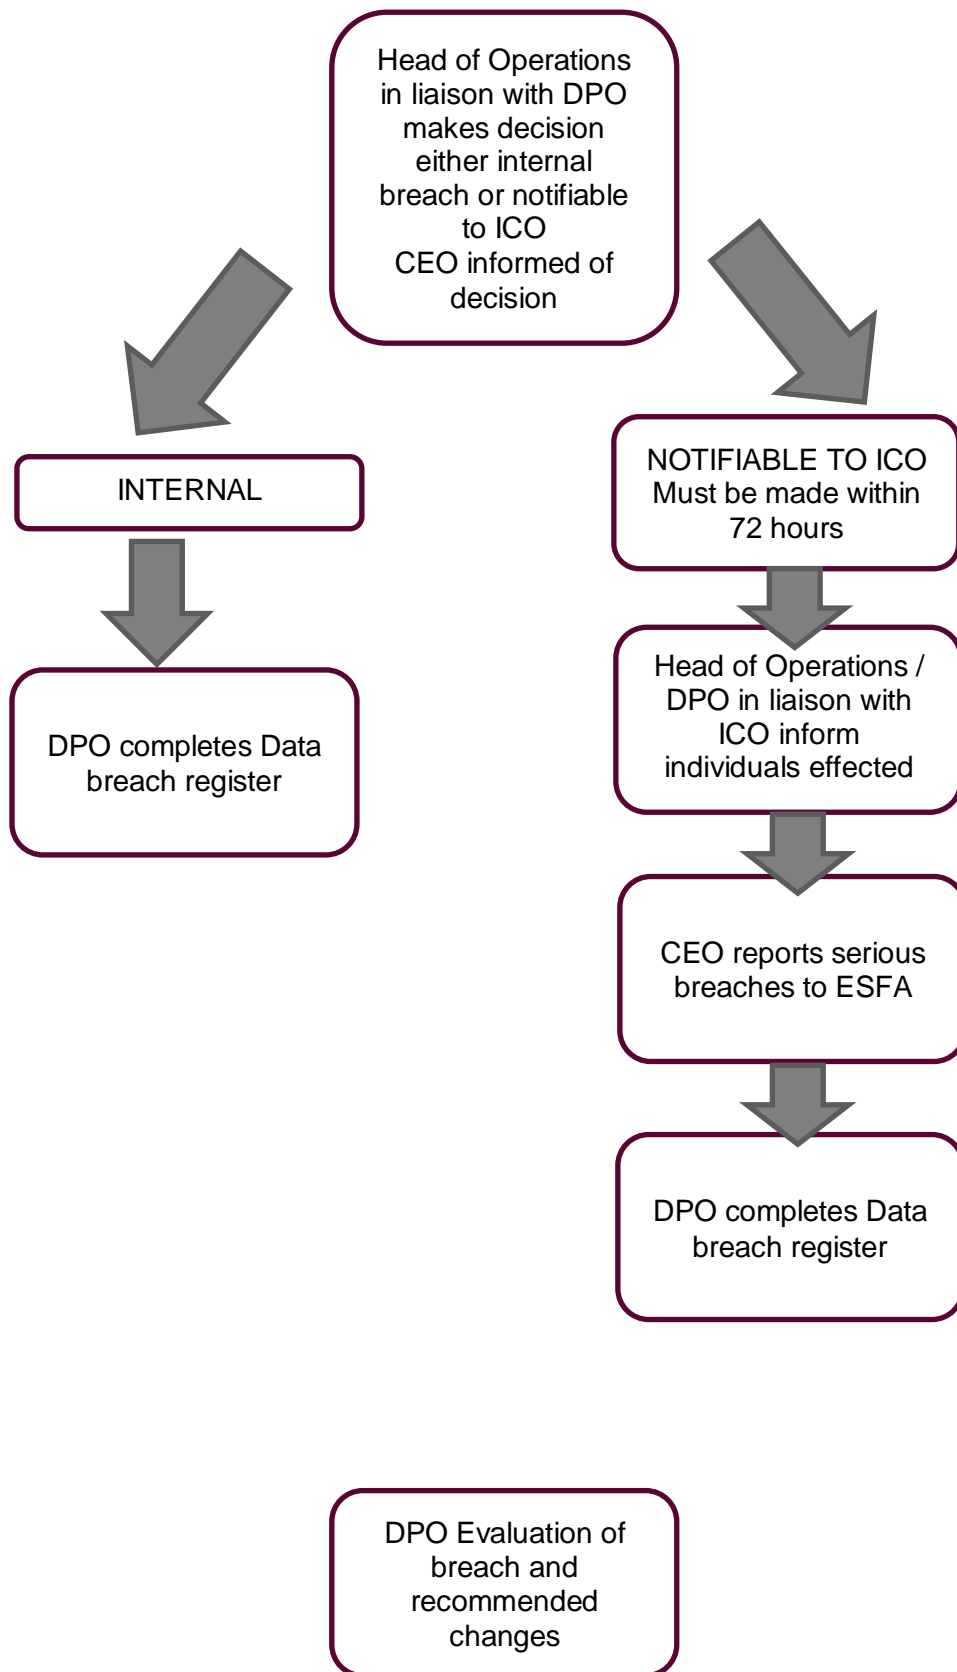 Head of Operations
in liaison with DPO
makes decision
either internal
breach or notifiable
to ICO
CEO informed of
decision
INTERNAL
NOTIFIABLE TO ICO
Must be made within
72 hours
DPO completes Data
breach register
Head of Operations /
DPO in liaison with
ICO inform
individuals effected
CEO reports serious
breaches to ESFA
DPO completes Data
breach register
DPO Evaluation of
breach and
recommended
changes